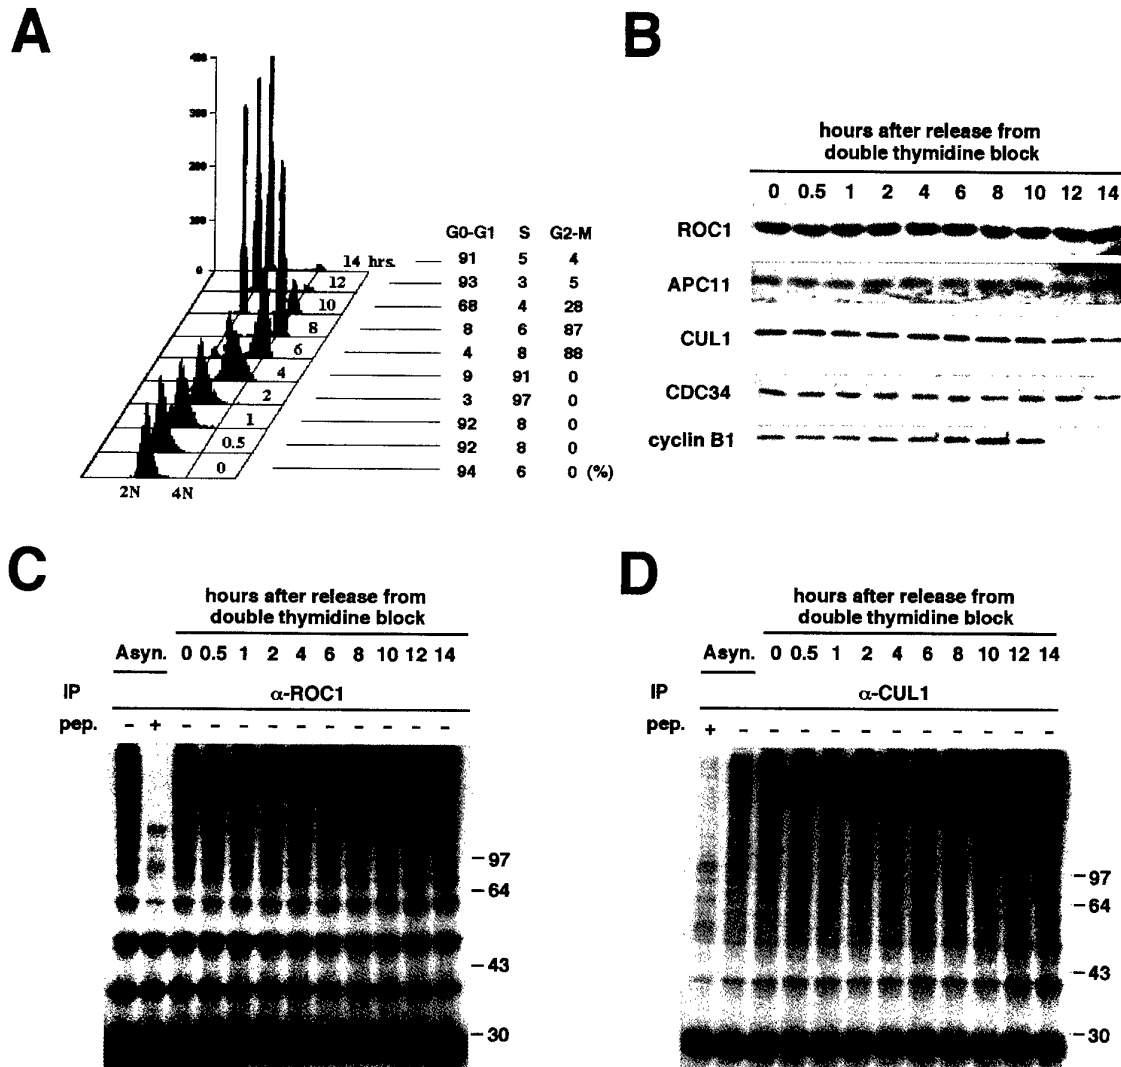 A
400
300
200
100
0
14 hrs.
12
10
8
6
4
2
1
0.5
0
2N 4N
G0-G1 S G2-M
91 5 4
93 3 5
68 4 28
8 6 87
4 8 88
9 91 0
3 97 0
92 8 0
92 8 0
94 6 0 (%)
B
hours after release from
double thymidine block
0 0.5 1 2 4 6 8 10 12 14
ROC1
APC11
CUL1
CDC34
cyclin B1
C
hours after release from
double thymidine block
Asyn. 0 0.5 1 2 4 6 8 10 12 14
IP α-ROC1
pep. - + - - - - - - - - - -
97
64
43
30
D
hours after release from
double thymidine block
Asyn. 0 0.5 1 2 4 6 8 10 12 14
IP α-CUL1
pep. + - - - - - - - - - - -
97
64
43
30